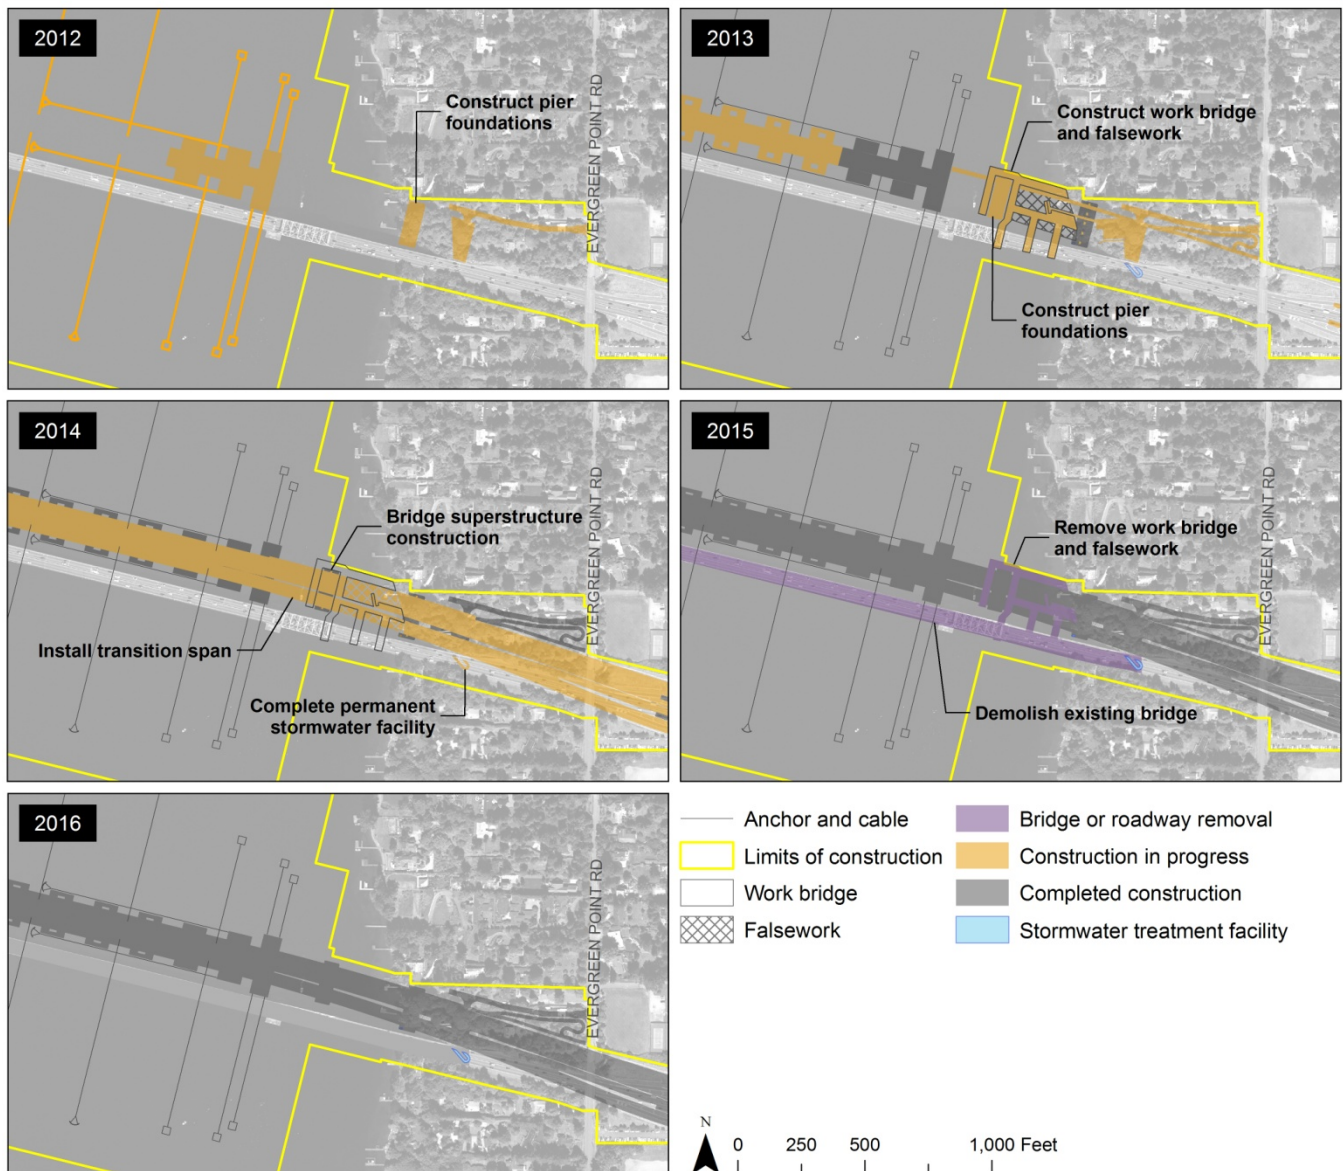 2012
Construct pier
foundations
EVERGREEN POINT RD
2013
Construct work bridge
and falsework
Construct pier
foundations
EVERGREEN POINT RD
2014
Bridge superstructure
construction
Install transition span
Complete permanent
stormwater facility
EVERGREEN POINT RD
2015
Remove work bridge
and falsework
Demolish existing bridge
EVERGREEN POINT RD
2016
EVERGREEN POINT RD
Anchor and cable
Limits of construction
Work bridge
Falsework
Bridge or roadway removal
Construction in progress
Completed construction
Stormwater treatment facility
N
0 250 500 1,000 Feet